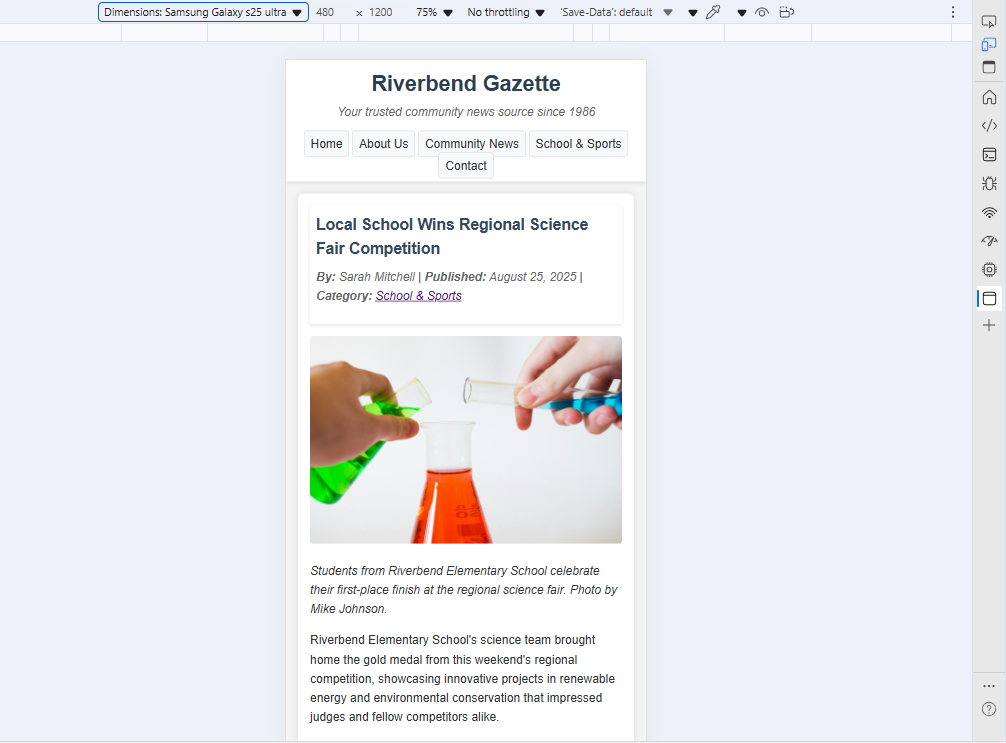 Dimensions: Samsung Galaxy s25 ultra 480 × 1200 75% No throttling 'Save-Data': default
Riverbend Gazette
Your trusted community news source since 1986
Home About Us Community News School & Sports
Contact
Local School Wins Regional Science
Fair Competition
By: Sarah Mitchell | Published: August 25, 2025 |
Category: School & Sports
Students from Riverbend Elementary School celebrate
their first-place finish at the regional science fair. Photo by
Mike Johnson.
Riverbend Elementary School's science team brought
home the gold medal from this weekend's regional
competition, showcasing innovative projects in renewable
energy and environmental conservation that impressed
judges and fellow competitors alike.